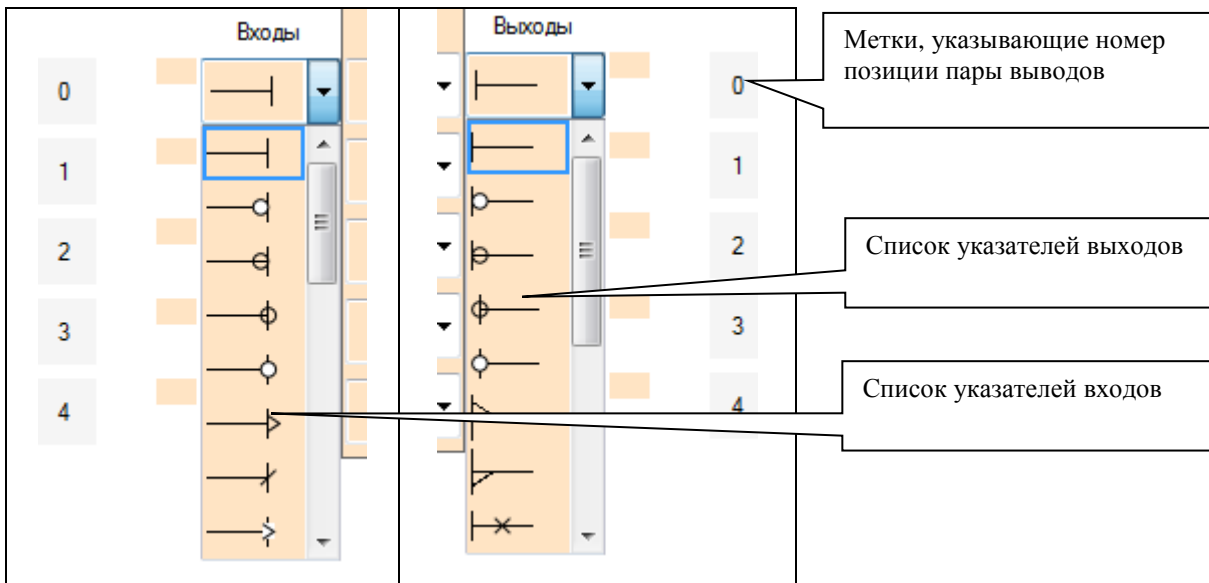 Входы
0
1
2
3
4
Выходы
0
1
2
3
4
Метки, указывающие номер
позиции пары выводов
Список указателей выходов
Список указателей входов